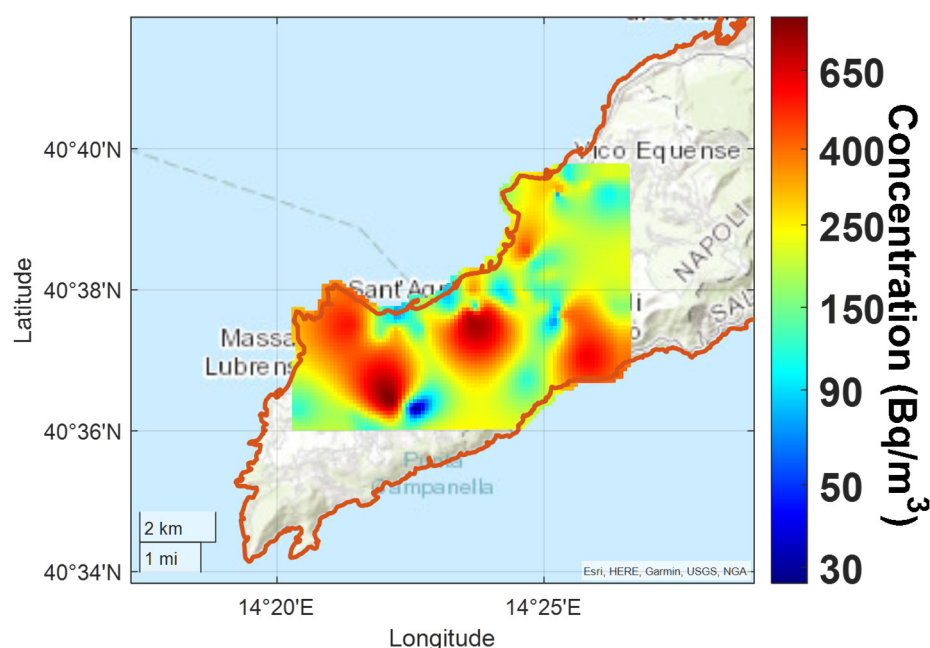 40°40'N
40°38'N
40°36'N
40°34'N
Latitude
14°20'E
14°25'E
Longitude
Vico Equense
NAPOLI
Sant'Ag
Massa
Lubrens
Punta
Campanella
2 km
1 mi
Esri, HERE, Garmin, USGS, NGA
650
400
250
150
90
50
30
Concentration (Bq/m³)